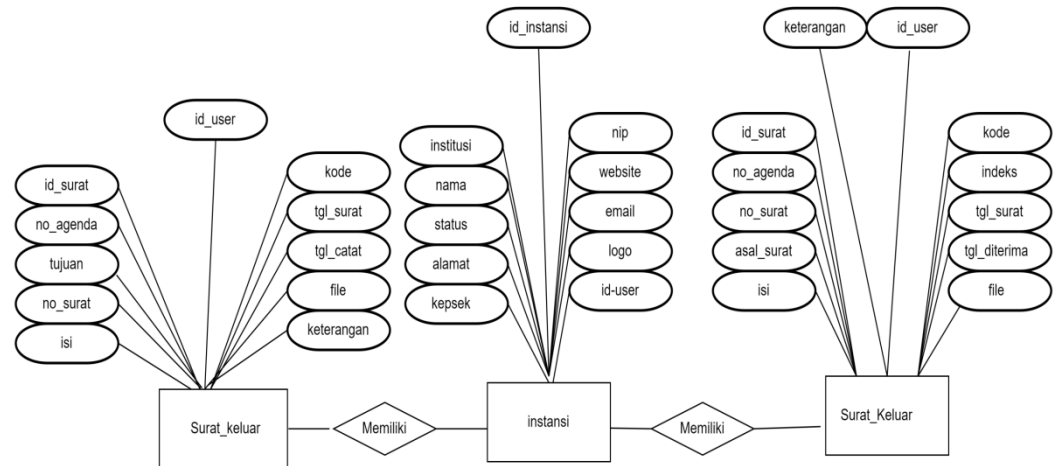 id_user
id_surat
no_agenda
tujuan
no_surat
isi
kode
tgl_surat
tgl_catat
file
keterangan
Surat_keluar
Memiliki
id_instansi
institusi
nama
status
alamat
kepsek
nip
website
email
logo
id-user
instansi
Memiliki
keterangan
id_user
id_surat
no_agenda
no_surat
asal_surat
isi
kode
indeks
tgl_surat
tgl_diterima
file
Surat_Keluar